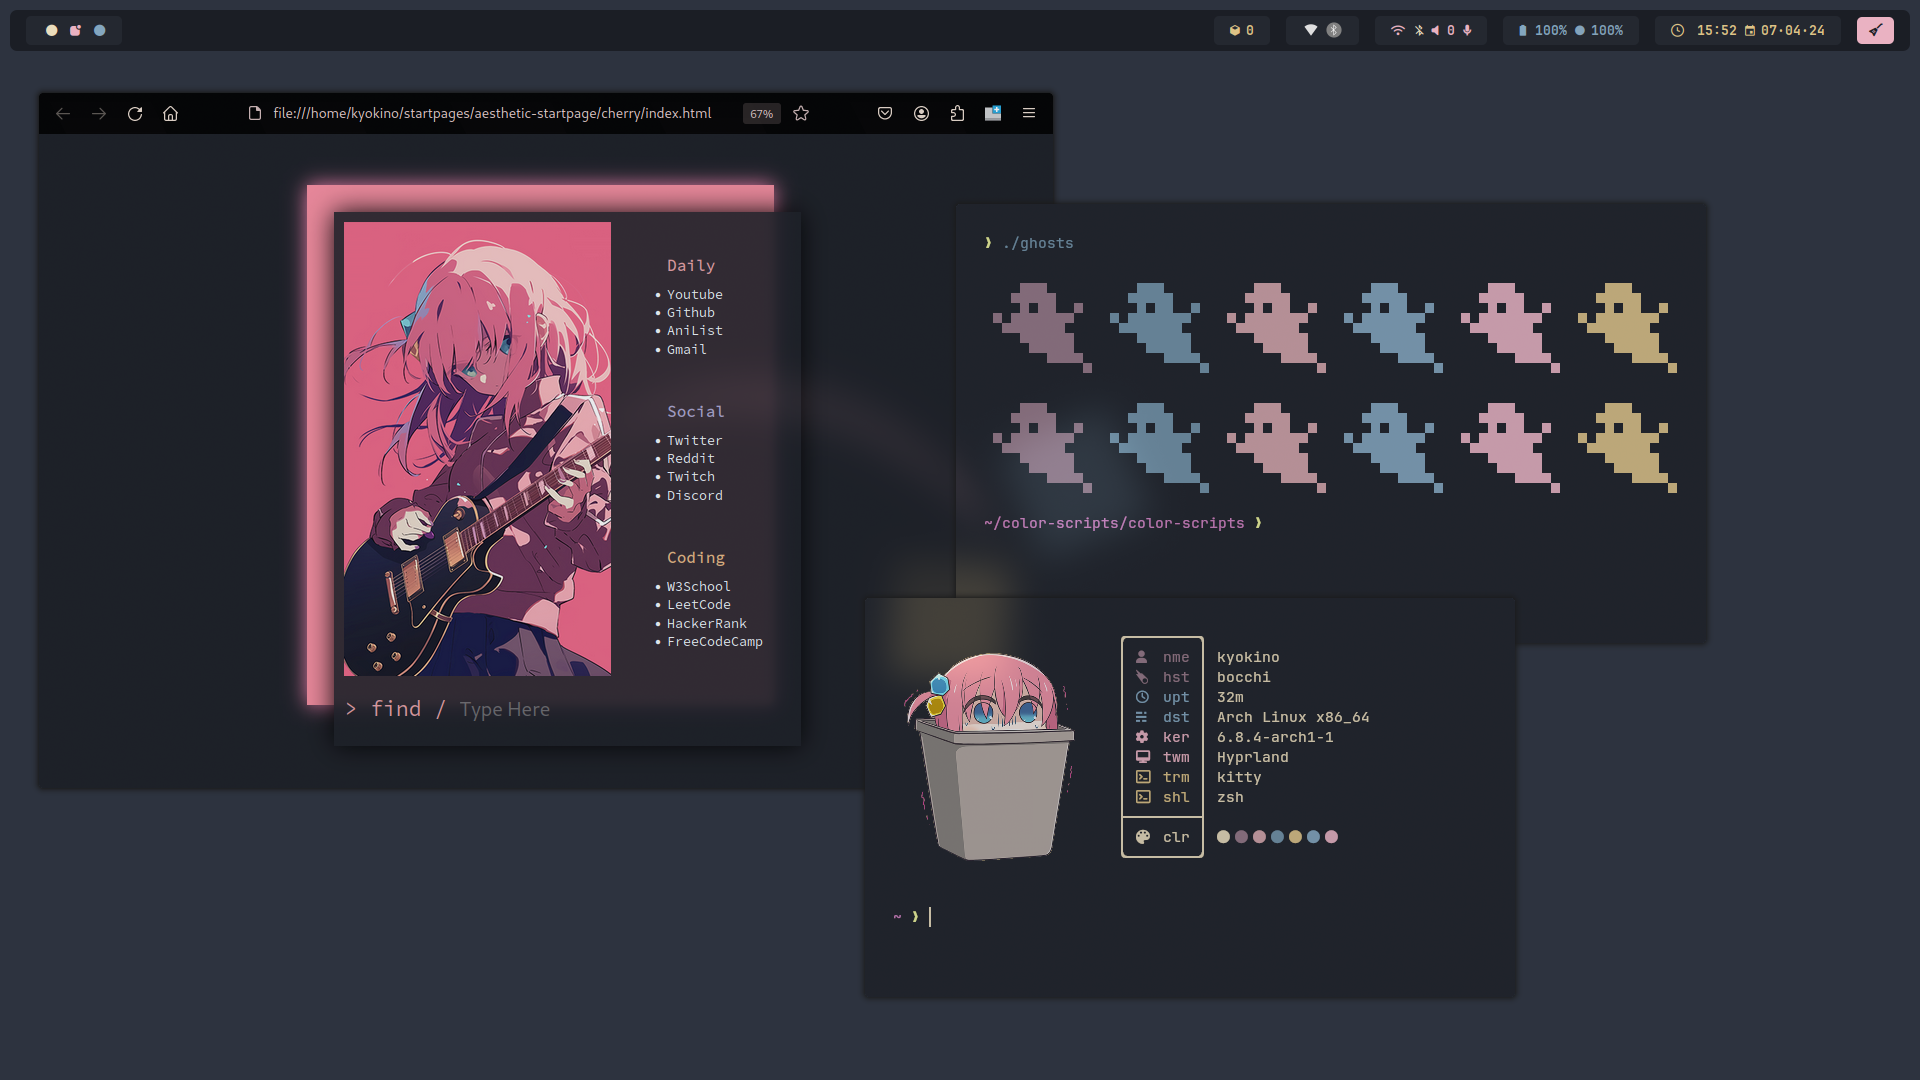 0
0
100%
100%
15:52
07·04·24
file:///home/kyokino/startpages/aesthetic-startpage/cherry/index.html
67%
Daily
• Youtube
• Github
• AniList
• Gmail
Social
• Twitter
• Reddit
• Twitch
• Discord
Coding
• W3School
• LeetCode
• HackerRank
• FreeCodeCamp
> find / Type Here
❯ ./ghosts
~/color-scripts/color-scripts ❯
nme kyokino
hst bocchi
upt 32m
dst Arch Linux x86_64
ker 6.8.4-arch1-1
twm Hyprland
trm kitty
shl zsh
clr
~ ❯